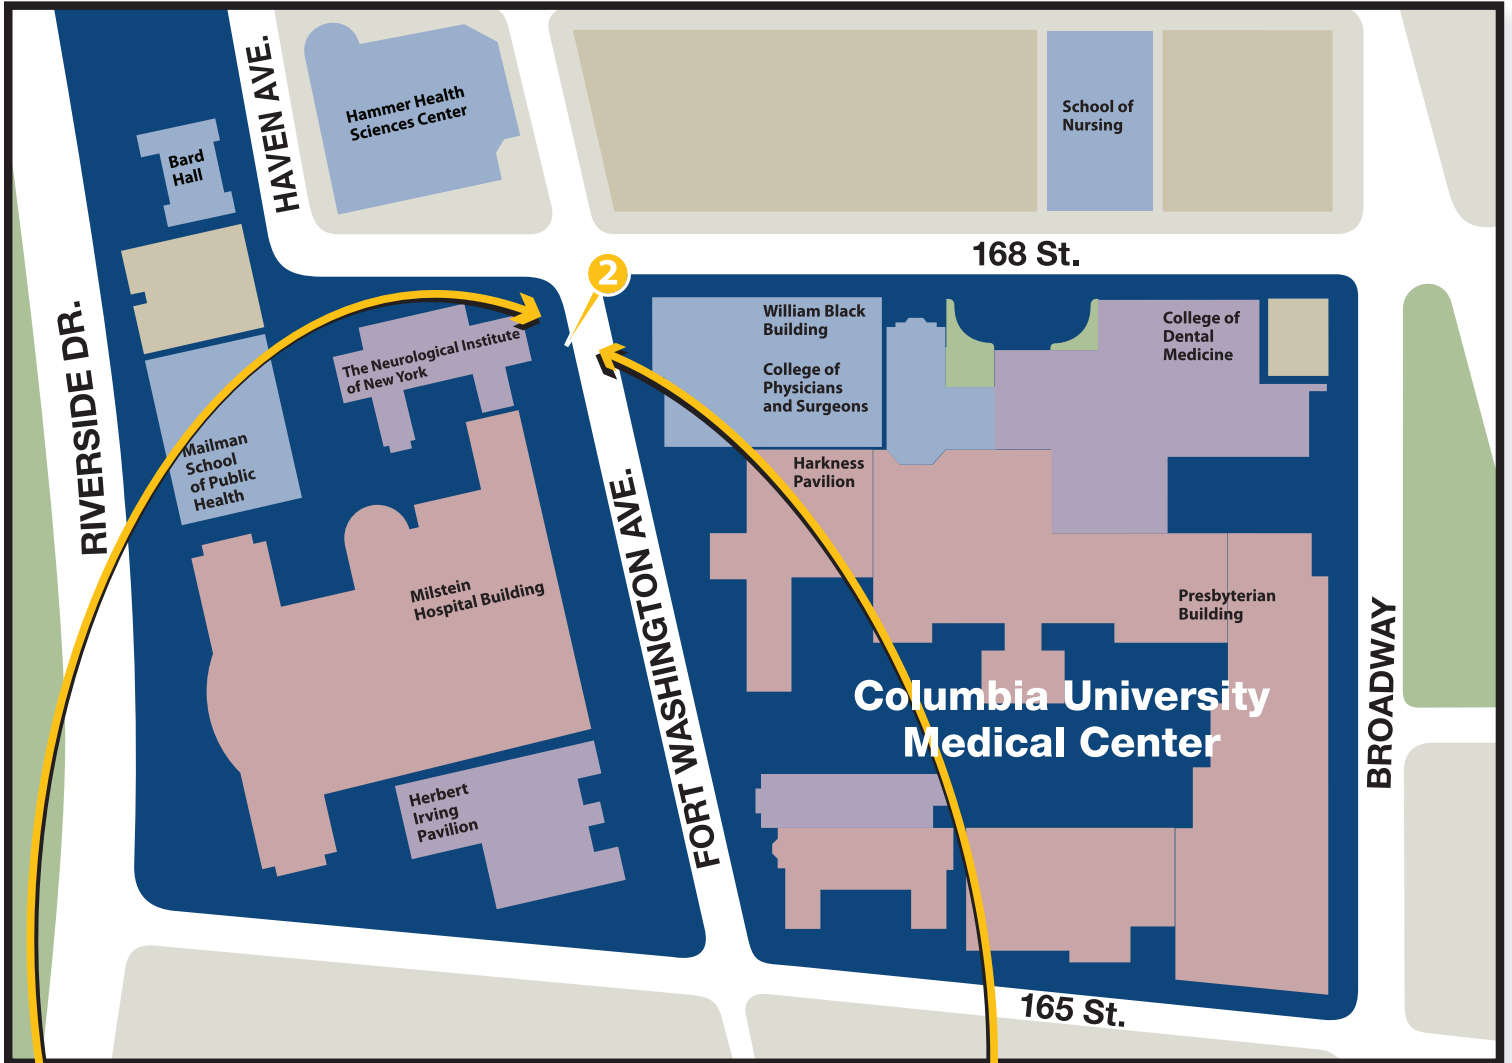 HAVEN AVE.
Hammer Health
Sciences Center
School of
Nursing
Bard
Hall
168 St.
2
RIVERSIDE DR.
The Neurological Institute
of New York
William Black
Building
College of
Physicians
and Surgeons
College of
Dental
Medicine
Mailman
School
of Public
Health
Harkness
Pavilion
FORT WASHINGTON AVE.
Milstein
Hospital Building
Presbyterian
Building
BROADWAY
Columbia University
Medical Center
Herbert
Irving
Pavilion
165 St.